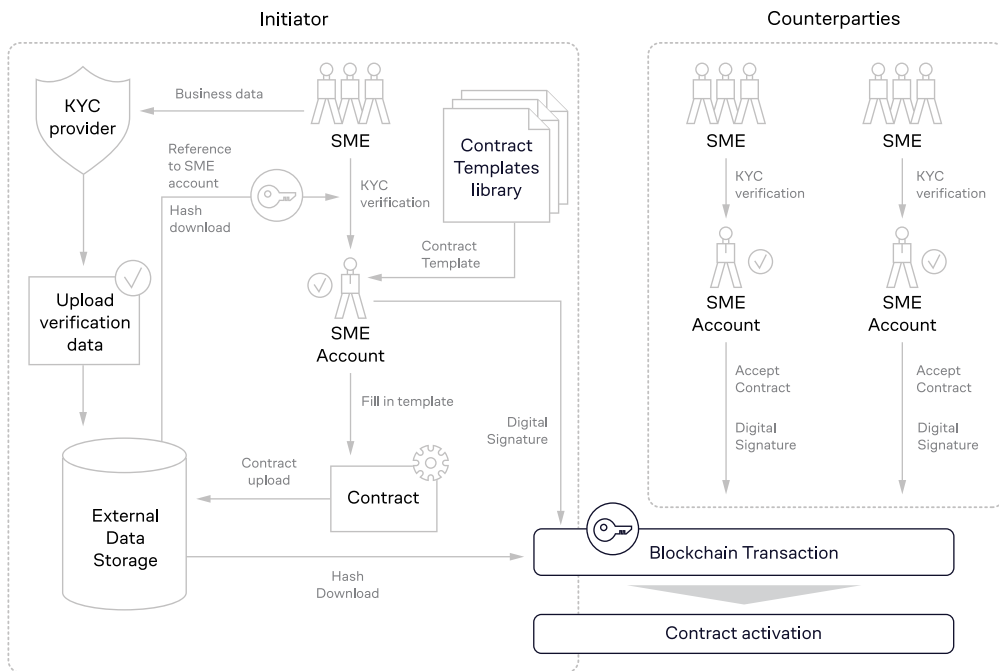 Initiator
Counterparties
KYC
provider
Business data
SME
Reference
to SME
account
Hash
download
KYC
verification
Contract
Templates
library
Contract
Template
Upload
verification
data
SME
Account
Fill in template
Digital
Signature
Contract
upload
Contract
External
Data
Storage
Hash
Download
SME
KYC
verification
SME
Account
Accept
Contract
Digital
Signature
SME
KYC
verification
SME
Account
Accept
Contract
Digital
Signature
Blockchain Transaction
Contract activation